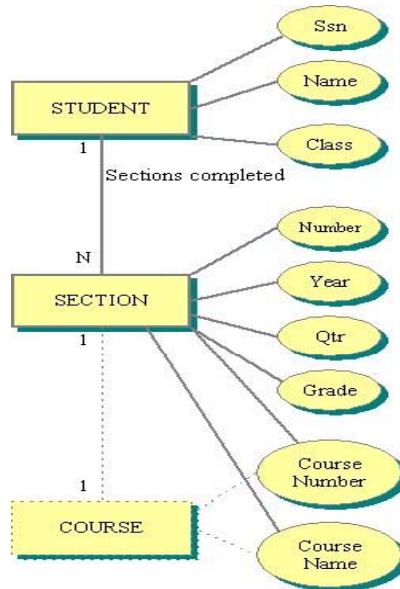 Ssn
Name
STUDENT
Class
1
Sections completed
Number
N
Year
SECTION
Qtr
1
Grade
Course
Number
1
COURSE
Course
Name